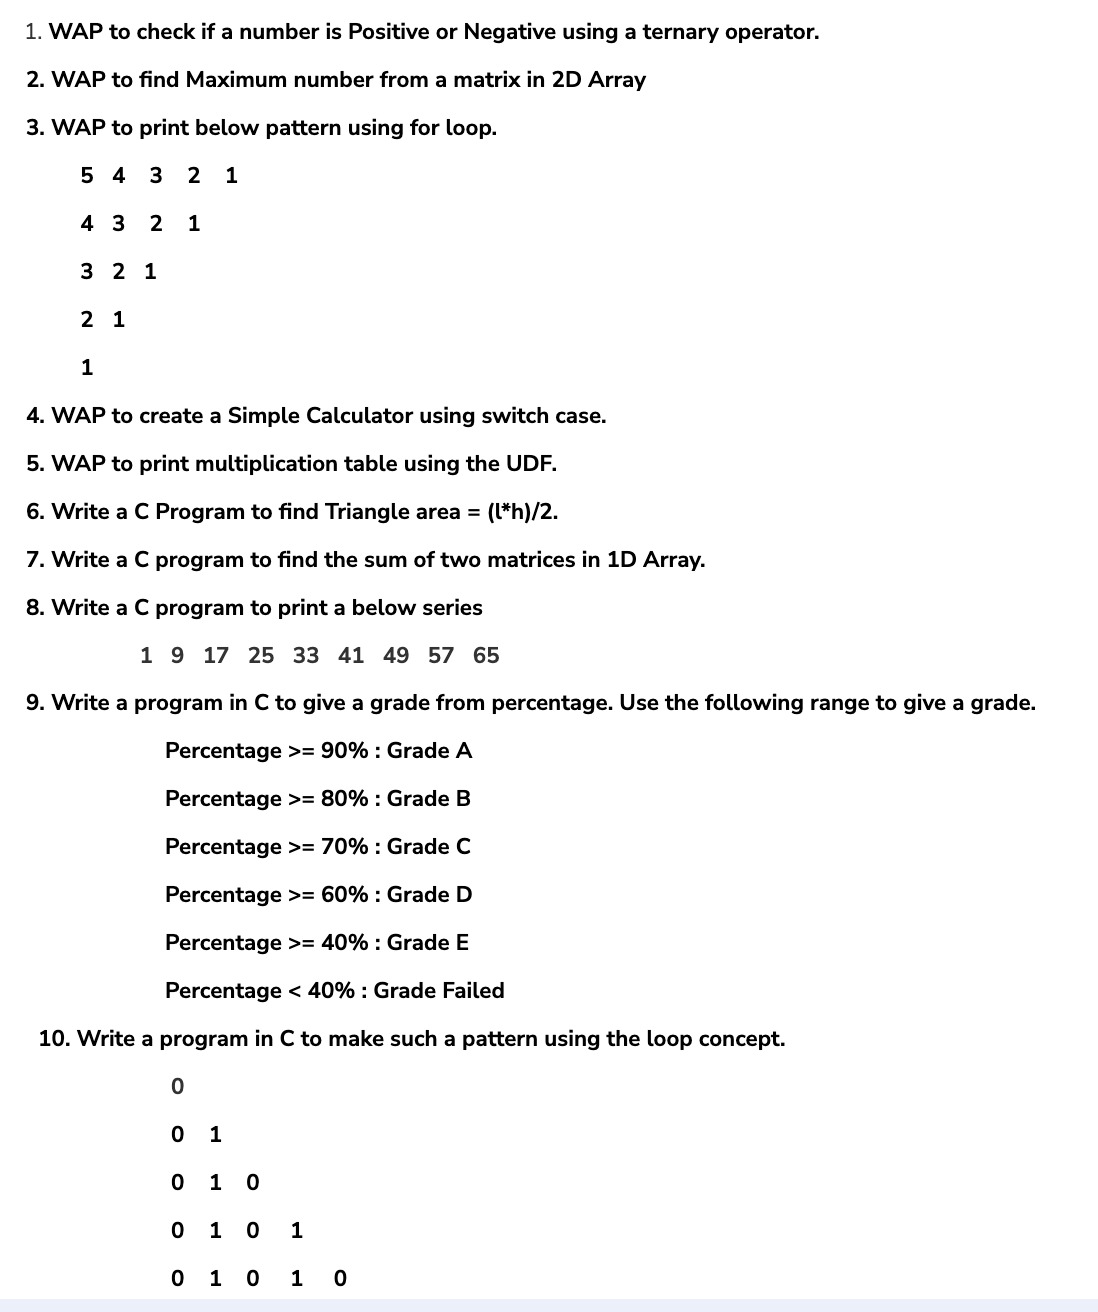 1. WAP to check if a number is Positive or Negative using a ternary operator.
2. WAP to find Maximum number from a matrix in 2D Array
3. WAP to print below pattern using for loop.
5 4 3 2 1
4 3 2 1
3 2 1
2 1
1
4. WAP to create a Simple Calculator using switch case.
5. WAP to print multiplication table using the UDF.
6. Write a C Program to find Triangle area = (l*h)/2.
7. Write a C program to find the sum of two matrices in 1D Array.
8. Write a C program to print a below series
1 9 17 25 33 41 49 57 65
9. Write a program in C to give a grade from percentage. Use the following range to give a grade.
Percentage >= 90% : Grade A
Percentage >= 80% : Grade B
Percentage >= 70% : Grade C
Percentage >= 60% : Grade D
Percentage >= 40% : Grade E
Percentage < 40% : Grade Failed
10. Write a program in C to make such a pattern using the loop concept.
0
0 1
0 1 0
0 1 0 1
0 1 0 1 0